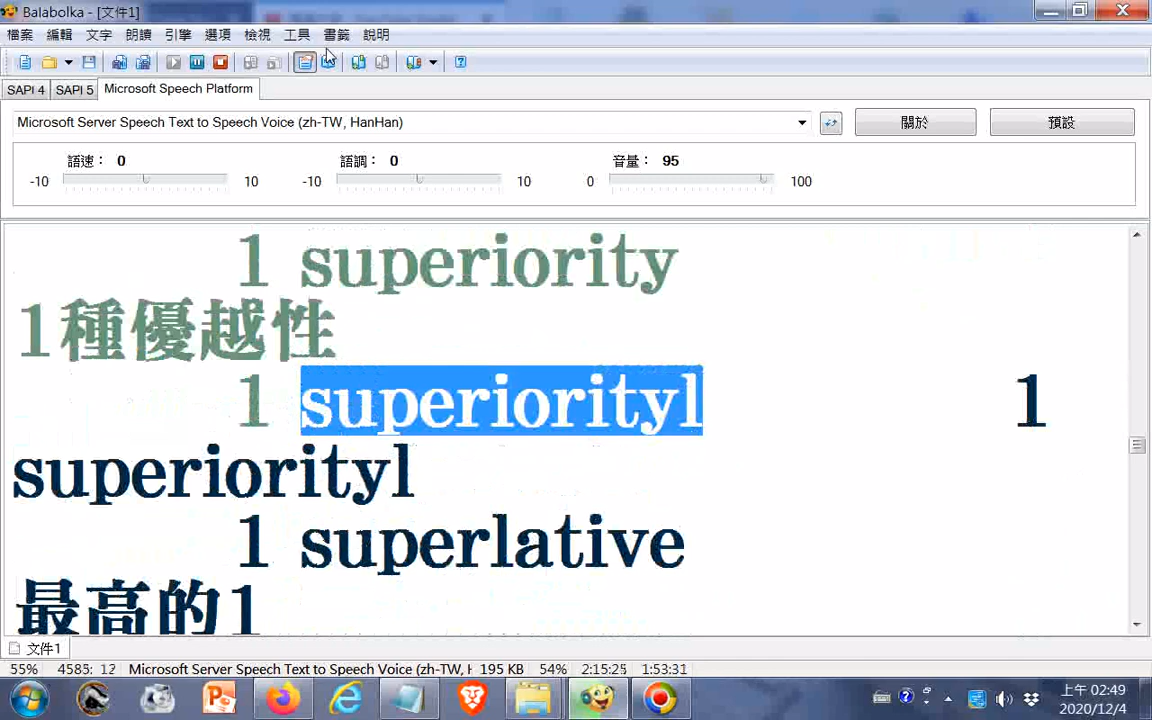 Balabolka - [文件1]
檔案 編輯 文字 朗讀 引擎 選項 檢視 工具 書籤 說明
SAPI 4 SAPI 5 Microsoft Speech Platform
Microsoft Server Speech Text to Speech Voice (zh-TW, HanHan) 關於 預設
語速： 0 語調： 0 音量： 95
-10 10 -10 10 0 100
1 superiority
1種優越性
1 superiorityl 1
superiorityl
1 superlative
最高的1
文件1
55% 4583: 12 Microsoft Server Speech Text to Speech Voice (zh-TW, H 195 KB 54% 2:15:25 1:53:31
上午 02:49
2020/12/4